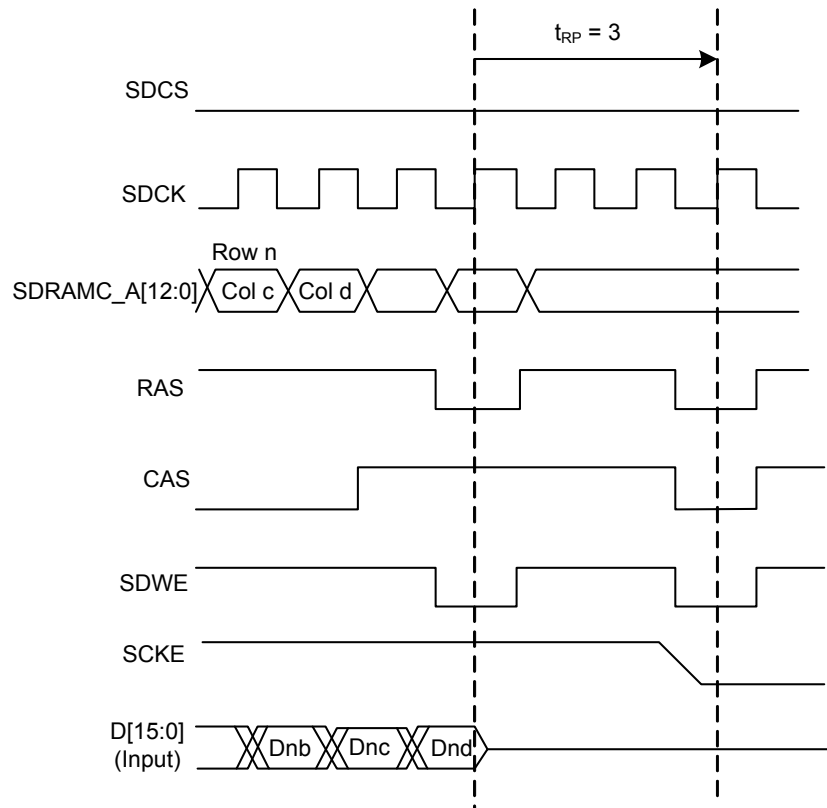 t_RP = 3
SDCS
SDCK
Row n
SDRAMC_A[12:0] Col c Col d
RAS
CAS
SDWE
SCKE
D[15:0]
(Input)
Dnb Dnc Dnd